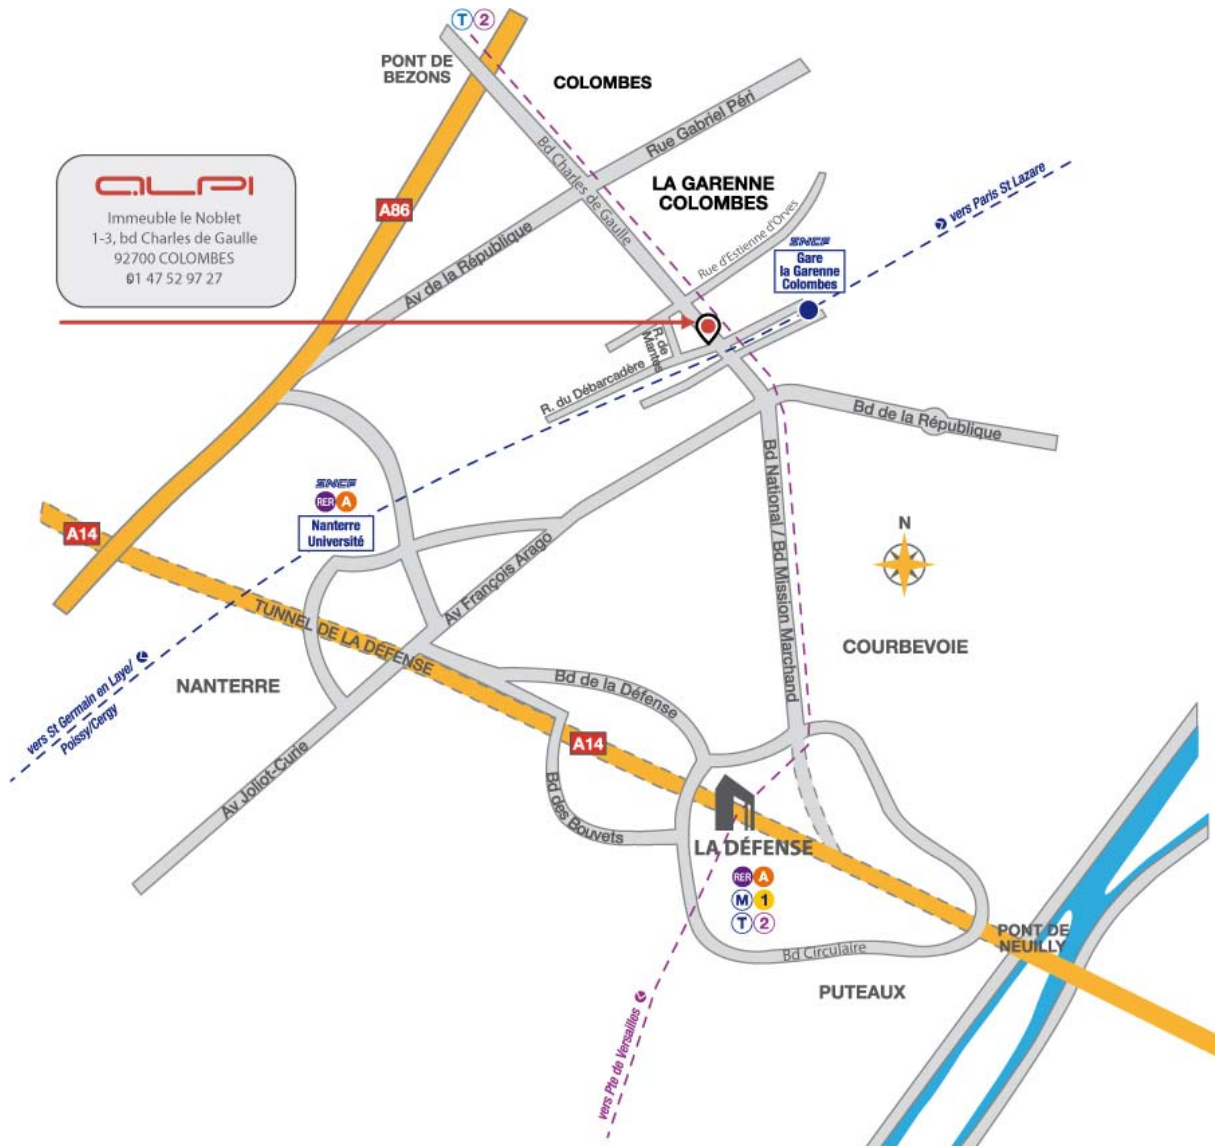 T 2
PONT DE
BEZONS
COLOMBES
Rue Gabriel Péri
Bd Charles de Gaulle
ALPI
Immeuble le Noblet
1-3, bd Charles de Gaulle
92700 COLOMBES
01 47 52 97 27
A86
LA GARENNE
COLOMBES
vers Paris St Lazare
Av de la République
Rue d'Estienne d'Orves
SNCF
Gare
la Garenne
Colombes
R. de
Mantes
R. du Débarcadère
Bd de la République
SNCF
RER A
Nanterre
Université
A14
Bd National / Bd Mission Marchand
N
Av François Arago
TUNNEL DE LA DÉFENSE
COURBEVOIE
NANTERRE
vers St Germain en Laye/
Poissy/Cergy
Bd de la Défense
A14
Av Joliot-Curie
Bd des Bouvets
LA DÉFENSE
RER A
M 1
T 2
PONT DE
NEUILLY
Bd Circulaire
PUTEAUX
vers Pte de Versailles